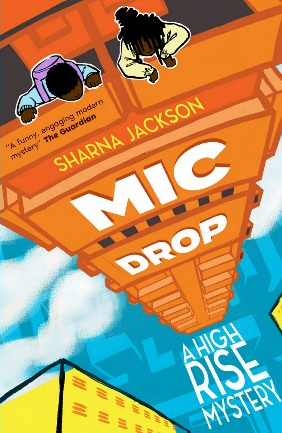 "A funny, engaging modern
mystery" The Guardian
SHARNA JACKSON
MIC
DROP
A HIGH
RISE
MYSTERY